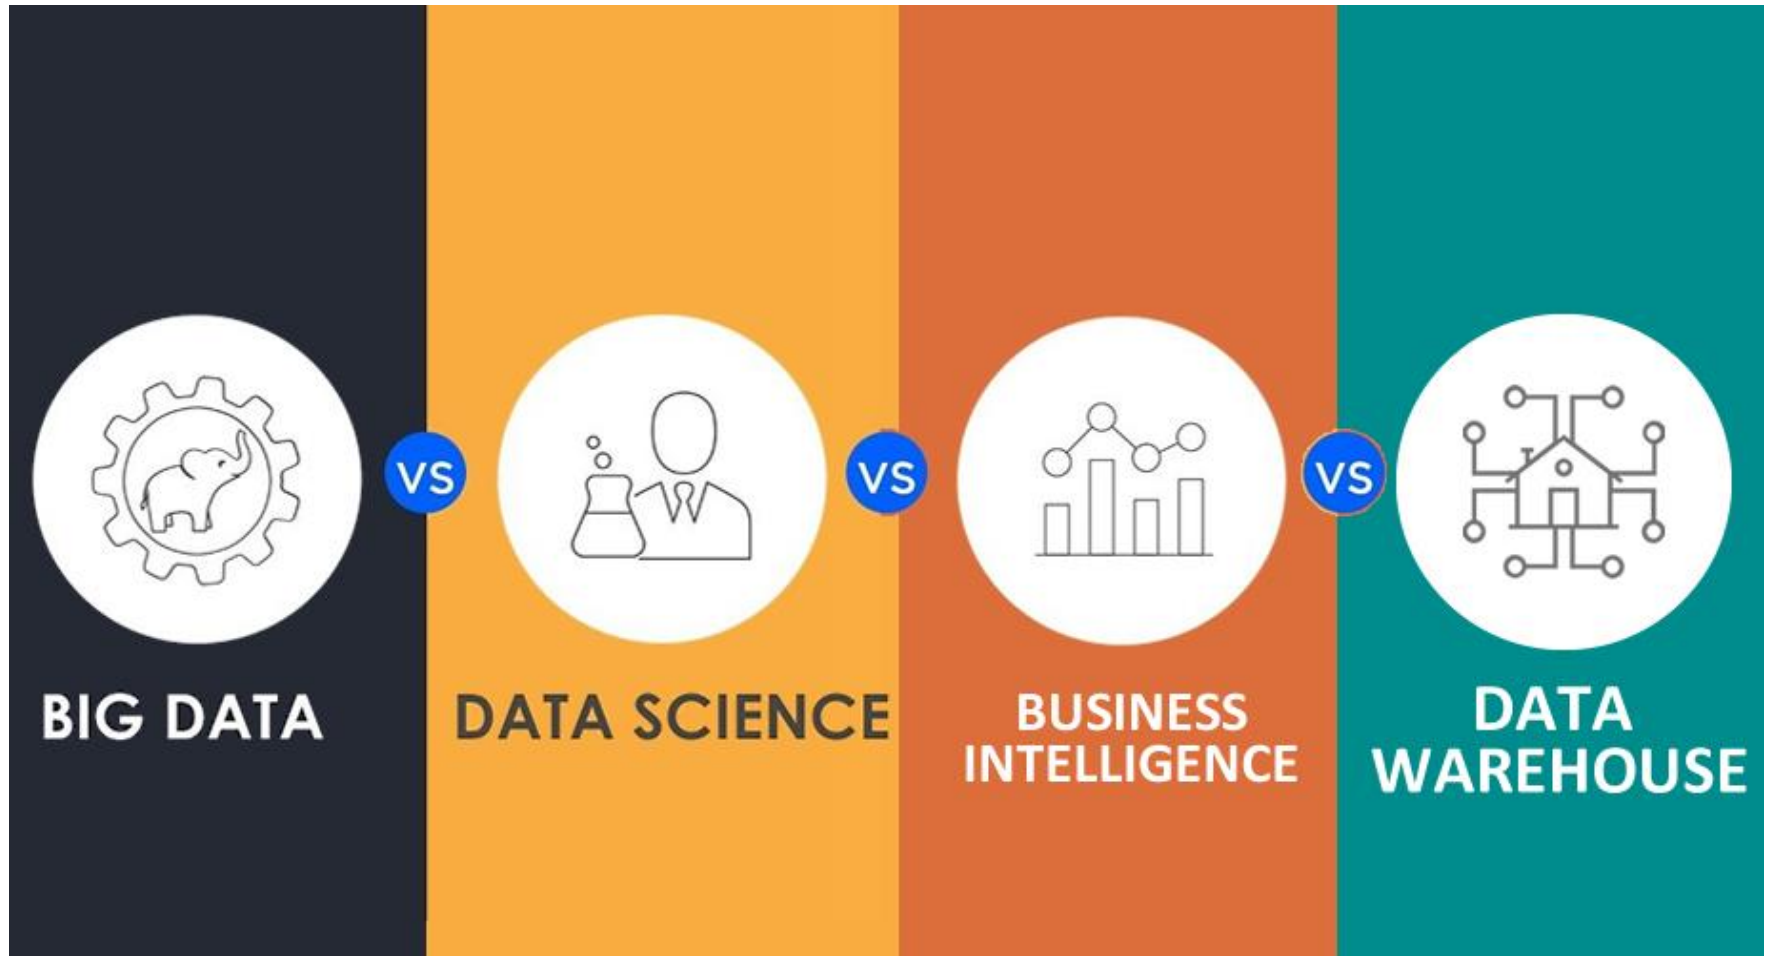 BIG DATA
VS
DATA SCIENCE
VS
BUSINESS
INTELLIGENCE
VS
DATA
WAREHOUSE